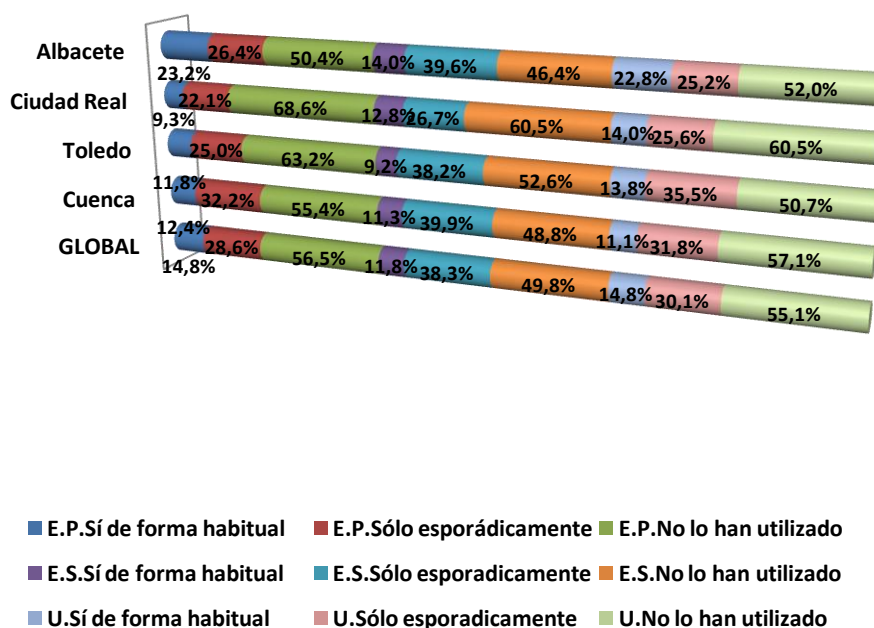 Albacete
23,2% 26,4% 50,4% 14,0% 39,6% 46,4% 22,8% 25,2% 52,0%
Ciudad Real
9,3% 22,1% 68,6% 12,8% 26,7% 60,5% 14,0% 25,6% 60,5%
Toledo
11,8% 25,0% 63,2% 9,2% 38,2% 52,6% 13,8% 35,5% 50,7%
Cuenca
12,4% 32,2% 55,4% 11,3% 39,9% 48,8% 11,1% 31,8% 57,1%
GLOBAL
14,8% 28,6% 56,5% 11,8% 38,3% 49,8% 14,8% 30,1% 55,1%
E.P.Sí de forma habitual E.P.Sólo esporádicamente E.P.No lo han utilizado
E.S.Sí de forma habitual E.S.Sólo esporadicamente E.S.No lo han utilizado
U.Sí de forma habitual U.Sólo esporadicamente U.No lo han utilizado